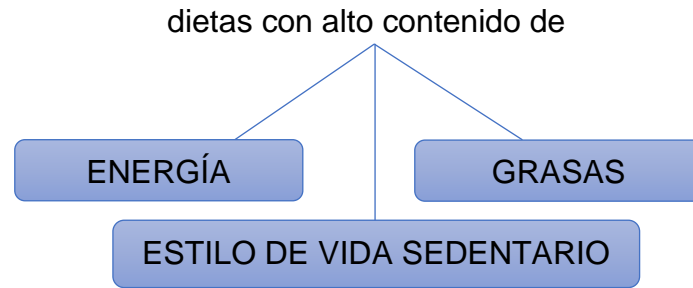 dietas con alto contenido de
ENERGÍA
GRASAS
ESTILO DE VIDA SEDENTARIO